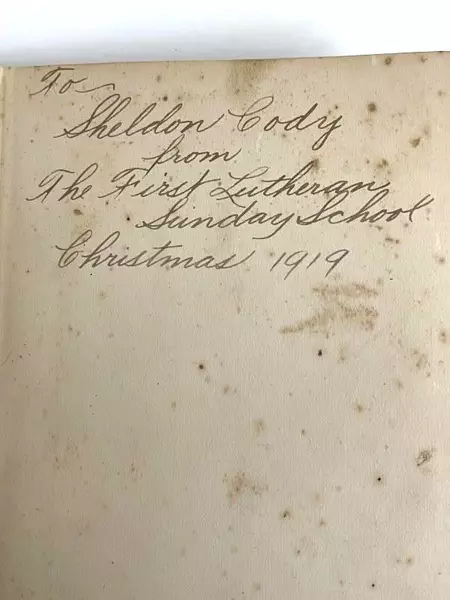 To
Sheldon Cody
from
The First Lutheran
Sunday School
Christmas 1919